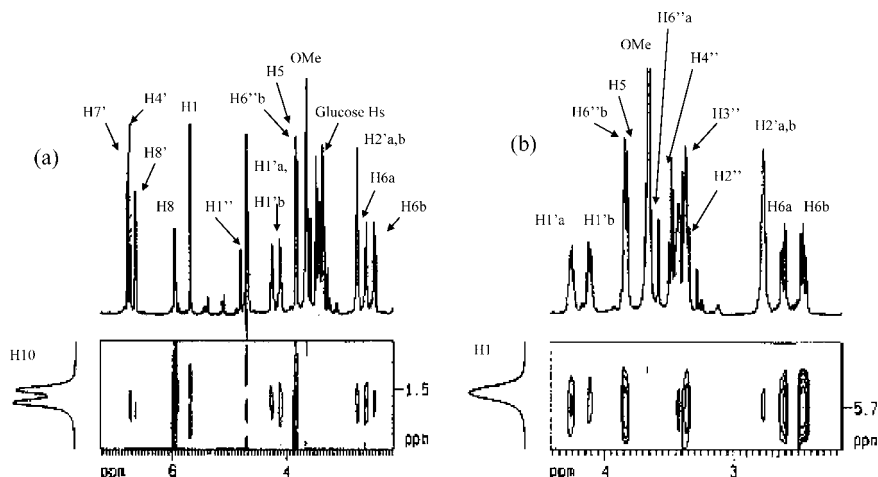 (a)
H7’
H4’
H8’
H8
H1
H1’’
H6’’b
H1’a,
H1’b
H5
OMe
Glucose Hs
H2’a,b
H6a
H6b
H10
1.5
ppm
ppm
6
4
(b)
H1’a
H1’b
H6’’b
H5
OMe
H6’’a
H4’’
H3’’
H2’’
H2’a,b
H6a
H6b
H1
5.7
ppm
ppm
4
3